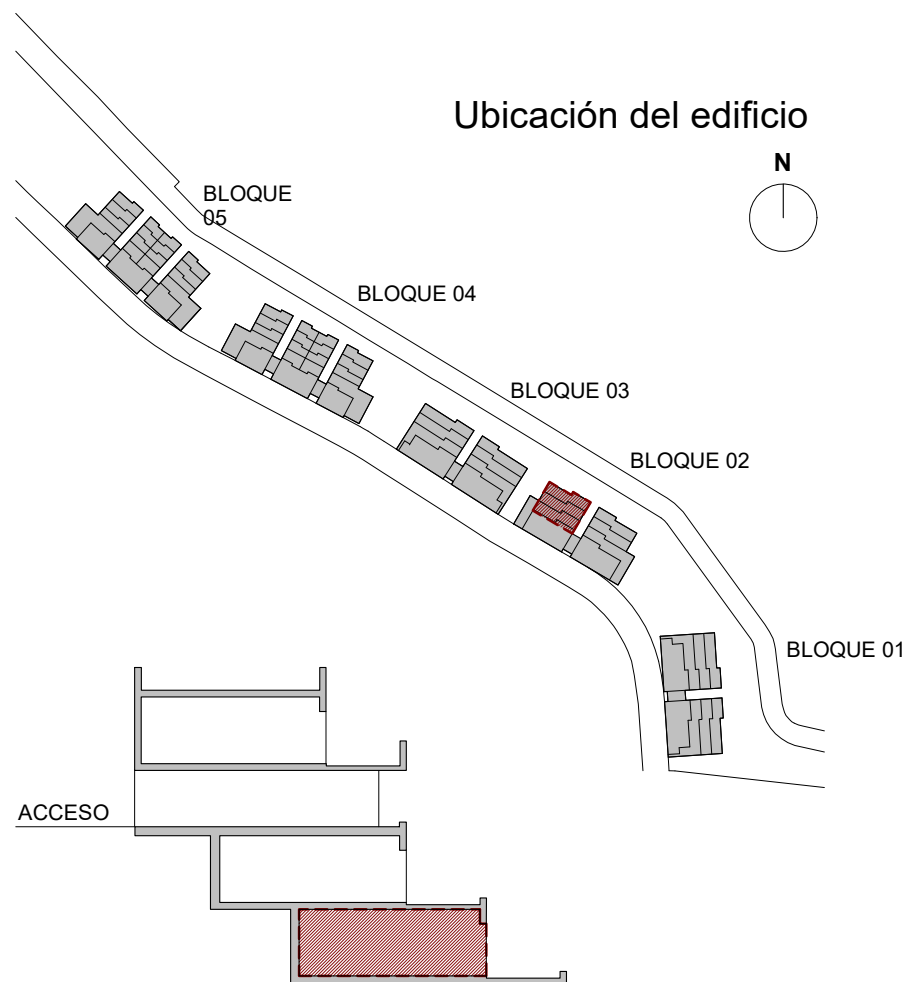 Ubicación del edificio
N
BLOQUE
05
BLOQUE 04
BLOQUE 03
BLOQUE 02
BLOQUE 01
ACCESO